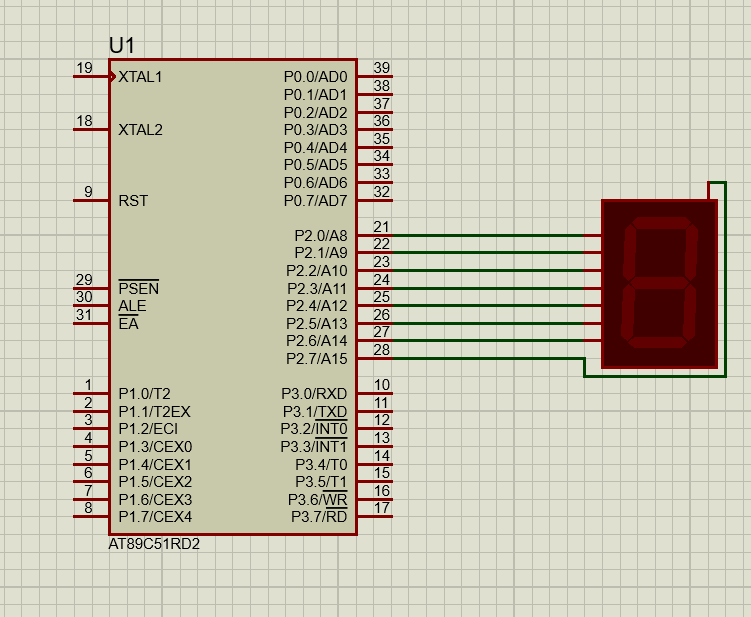 U1
19 XTAL1 P0.0/AD0 39
P0.1/AD1 38
P0.2/AD2 37
18 XTAL2 P0.3/AD3 36
P0.4/AD4 35
P0.5/AD5 34
P0.6/AD6 33
9 RST P0.7/AD7 32
P2.0/A8 21
P2.1/A9 22
P2.2/A10 23
29 PSEN P2.3/A11 24
30 ALE P2.4/A12 25
31 EA P2.5/A13 26
P2.6/A14 27
P2.7/A15 28
1 P1.0/T2 P3.0/RXD 10
2 P1.1/T2EX P3.1/TXD 11
3 P1.2/ECI P3.2/INT0 12
4 P1.3/CEX0 P3.3/INT1 13
5 P1.4/CEX1 P3.4/T0 14
6 P1.5/CEX2 P3.5/T1 15
7 P1.6/CEX3 P3.6/WR 16
8 P1.7/CEX4 P3.7/RD 17
AT89C51RD2